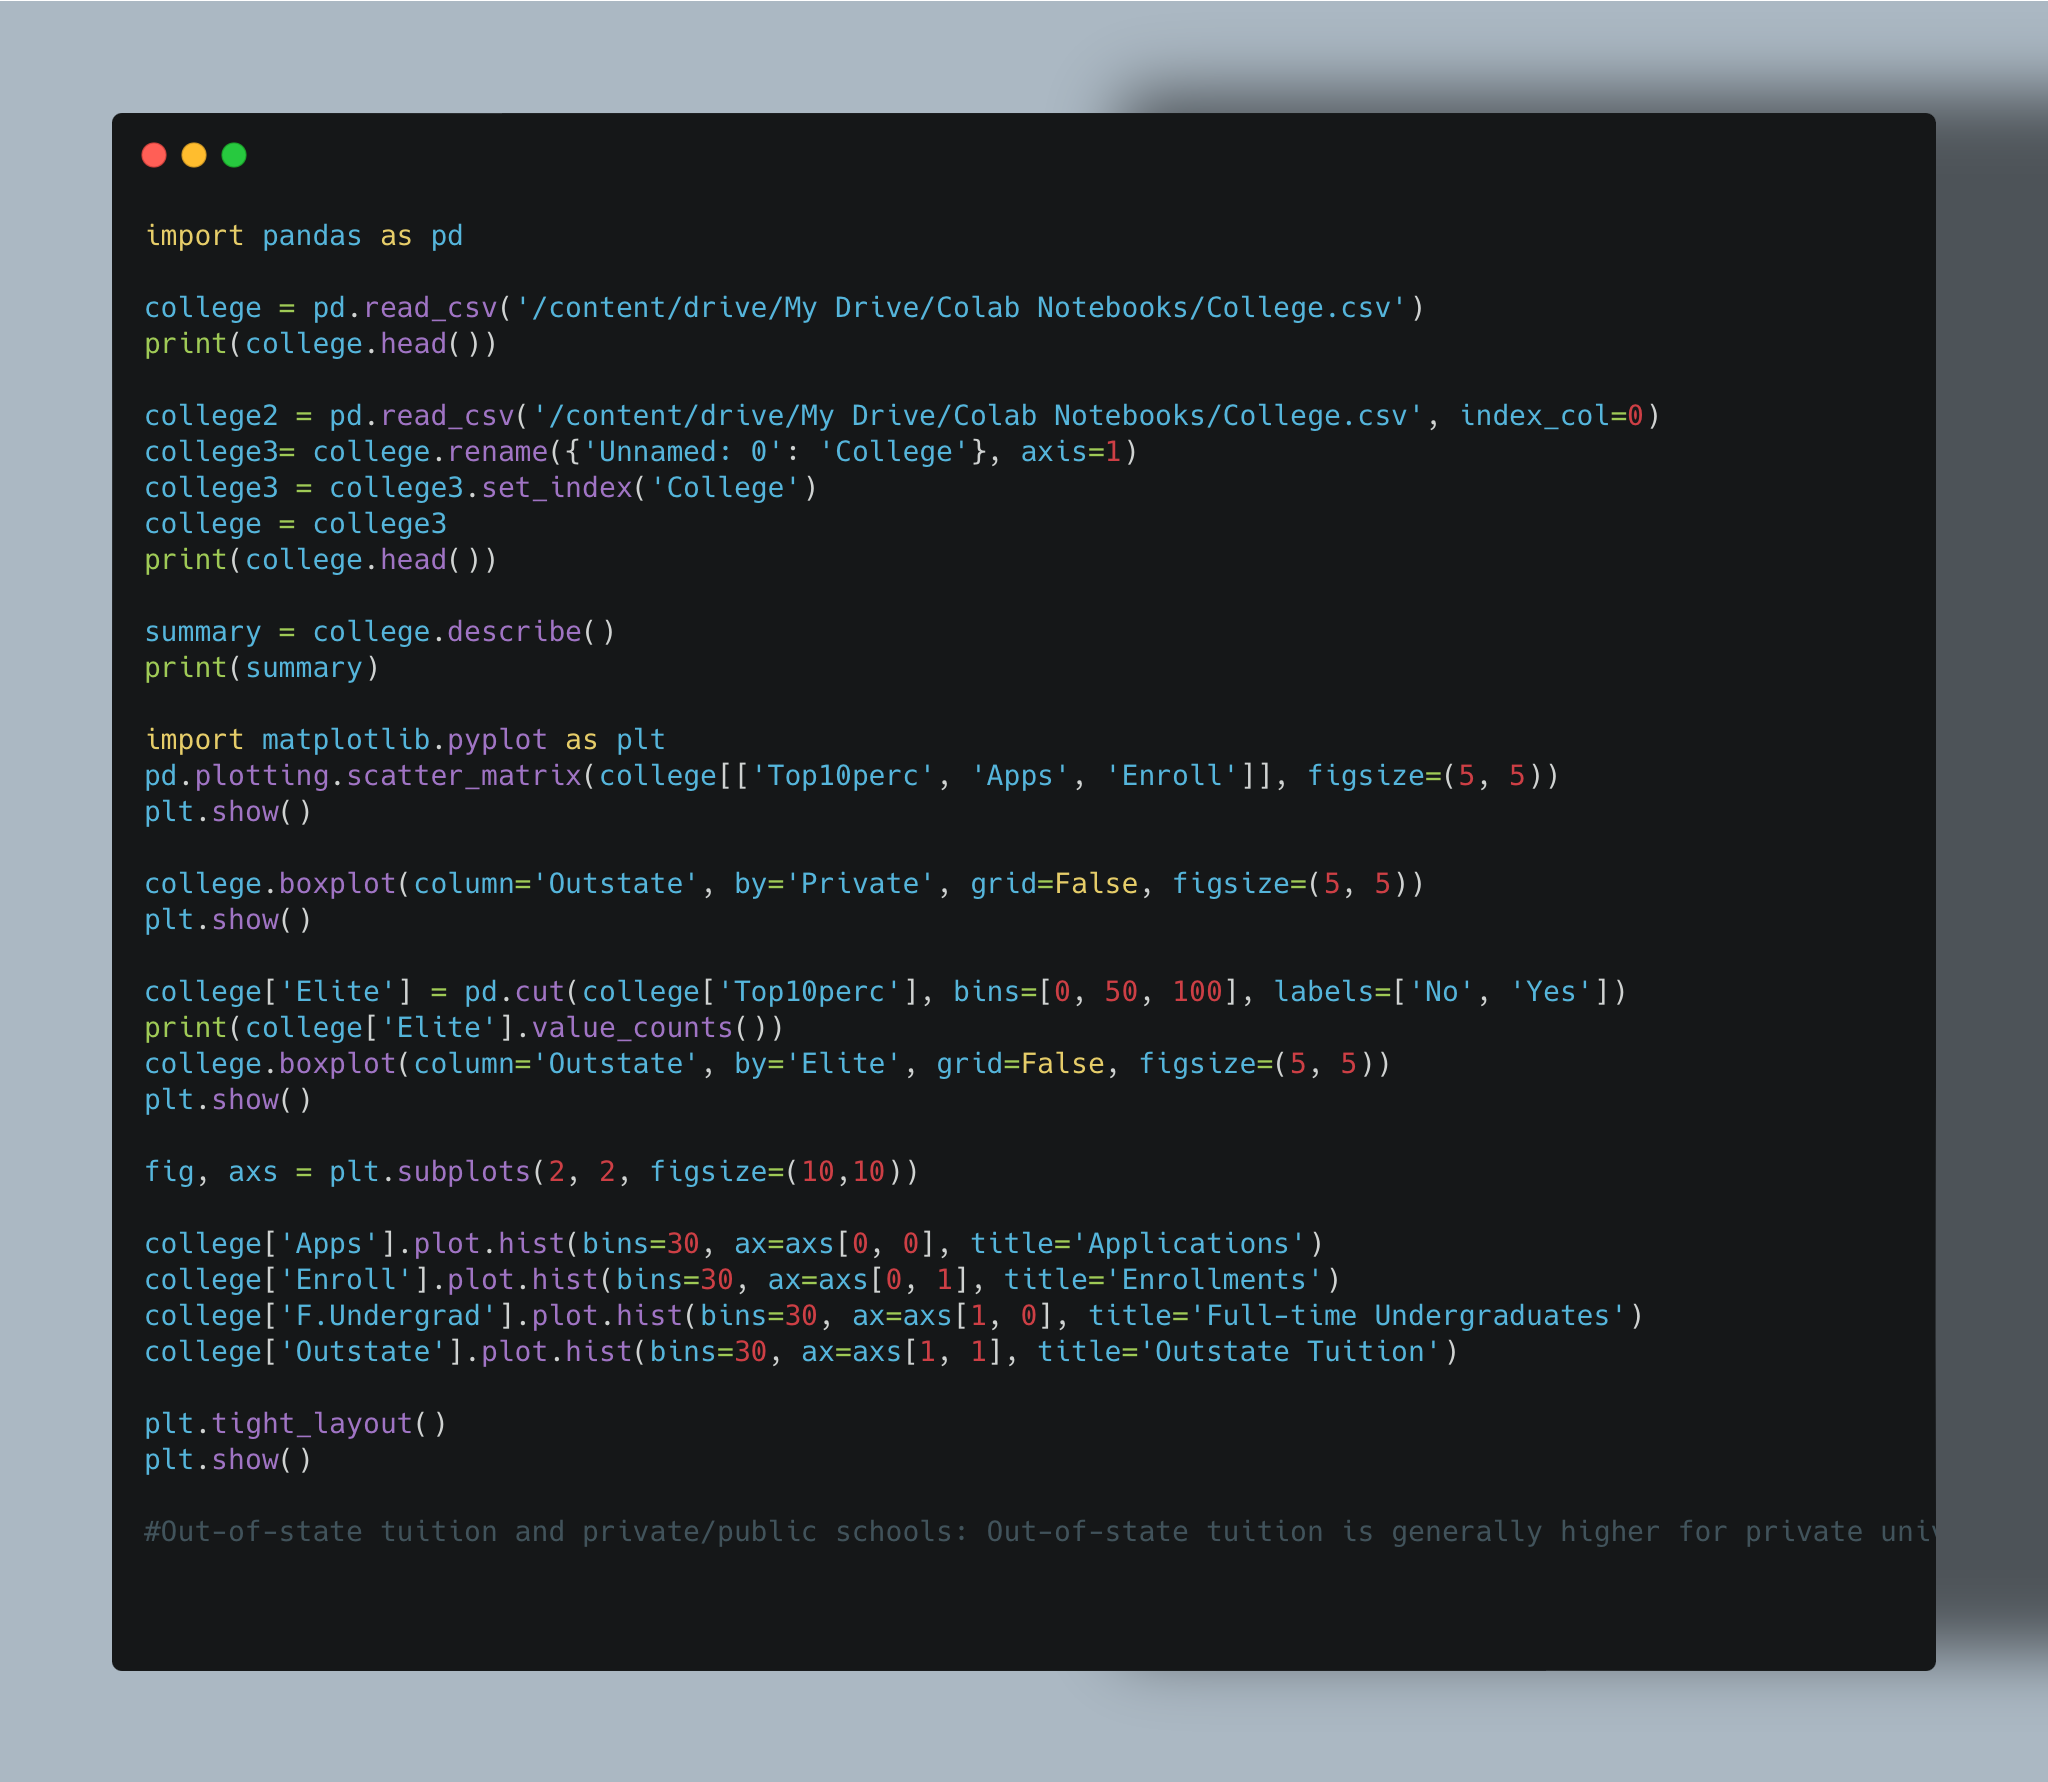 import pandas as pd
college = pd.read_csv('/content/drive/My Drive/Colab Notebooks/College.csv')
print(college.head())
college2 = pd.read_csv('/content/drive/My Drive/Colab Notebooks/College.csv', index_col=0)
college3= college.rename({'Unnamed: 0': 'College'}, axis=1)
college3 = college3.set_index('College')
college = college3
print(college.head())
summary = college.describe()
print(summary)
import matplotlib.pyplot as plt
pd.plotting.scatter_matrix(college[['Top10perc', 'Apps', 'Enroll']], figsize=(5, 5))
plt.show()
college.boxplot(column='Outstate', by='Private', grid=False, figsize=(5, 5))
plt.show()
college['Elite'] = pd.cut(college['Top10perc'], bins=[0, 50, 100], labels=['No', 'Yes'])
print(college['Elite'].value_counts())
college.boxplot(column='Outstate', by='Elite', grid=False, figsize=(5, 5))
plt.show()
fig, axs = plt.subplots(2, 2, figsize=(10,10))
college['Apps'].plot.hist(bins=30, ax=axs[0, 0], title='Applications')
college['Enroll'].plot.hist(bins=30, ax=axs[0, 1], title='Enrollments')
college['F.Undergrad'].plot.hist(bins=30, ax=axs[1, 0], title='Full-time Undergraduates')
college['Outstate'].plot.hist(bins=30, ax=axs[1, 1], title='Outstate Tuition')
plt.tight_layout()
plt.show()
#Out-of-state tuition and private/public schools: Out-of-state tuition is generally higher for private